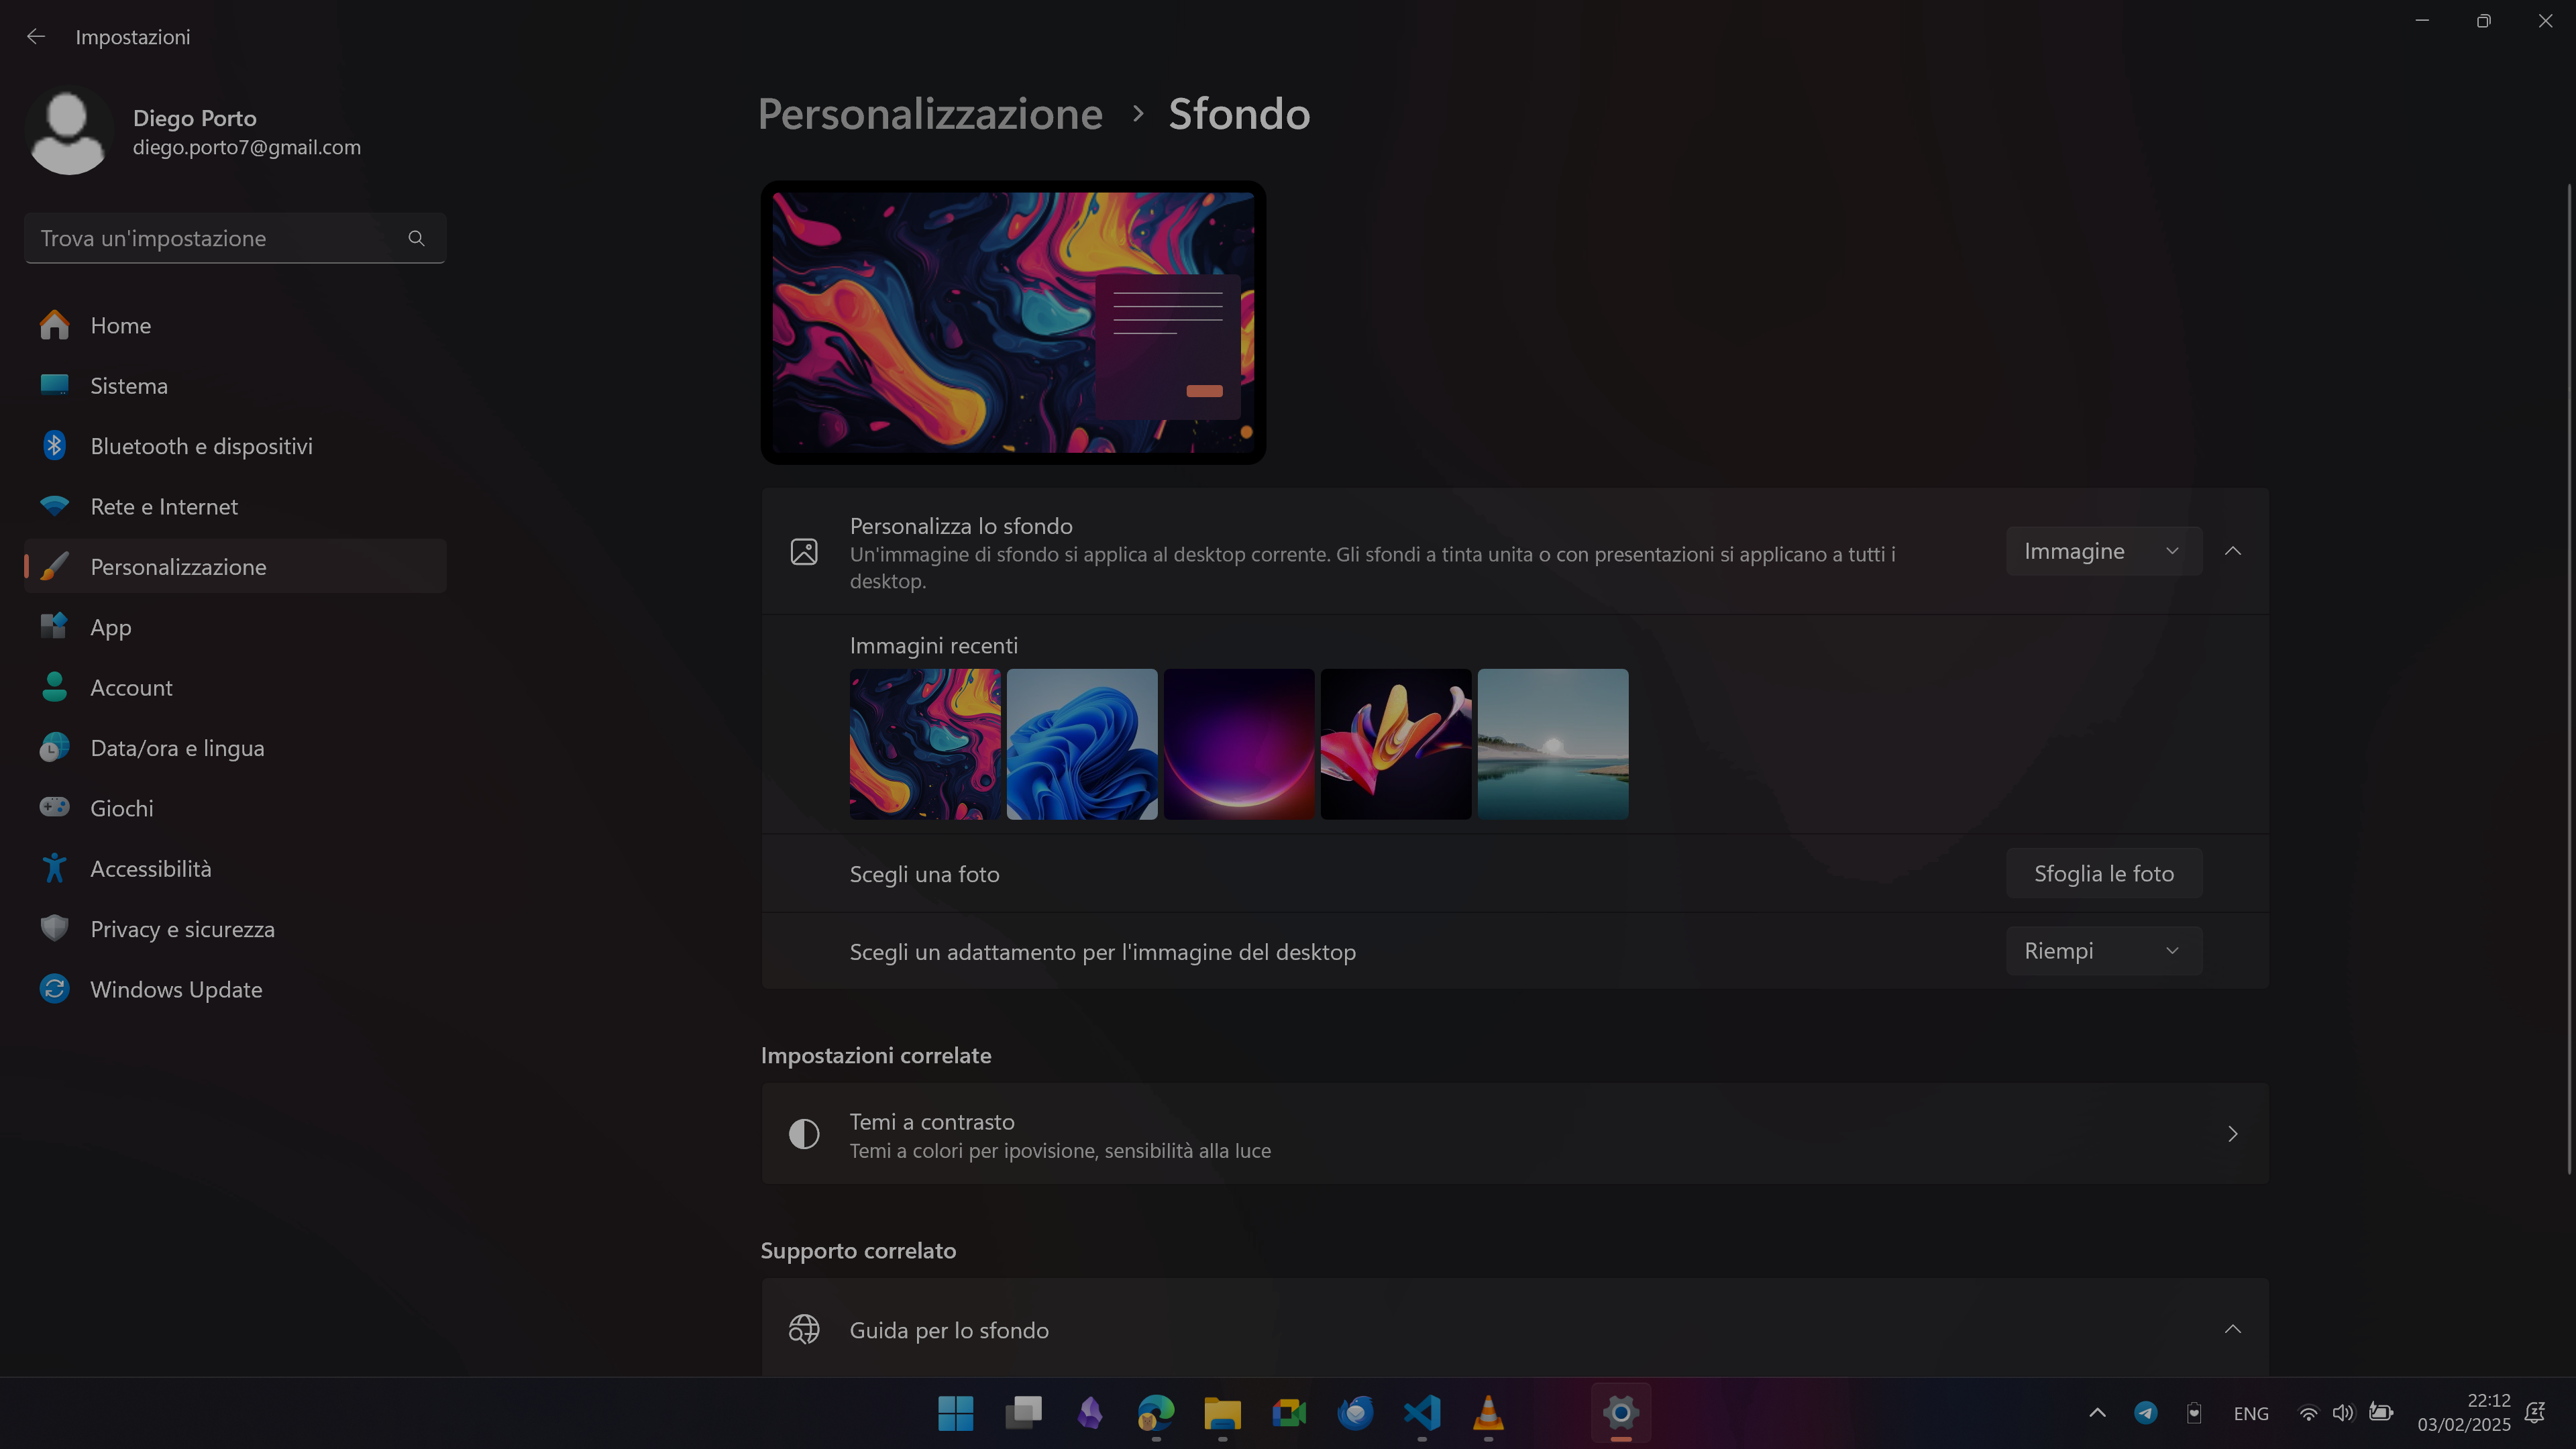 Impostazioni
Diego Porto
diego.porto7@gmail.com
Trova un'impostazione
Home
Sistema
Bluetooth e dispositivi
Rete e Internet
Personalizzazione
App
Account
Data/ora e lingua
Giochi
Accessibilità
Privacy e sicurezza
Windows Update
Personalizzazione > Sfondo
Personalizza lo sfondo
Un'immagine di sfondo si applica al desktop corrente. Gli sfondi a tinta unita o con presentazioni si applicano a tutti i
desktop.
Immagine
Immagini recenti
Scegli una foto
Sfoglia le foto
Scegli un adattamento per l'immagine del desktop
Riempi
Impostazioni correlate
Temi a contrasto
Temi a colori per ipovisione, sensibilità alla luce
Supporto correlato
Guida per lo sfondo
ENG
22:12
03/02/2025